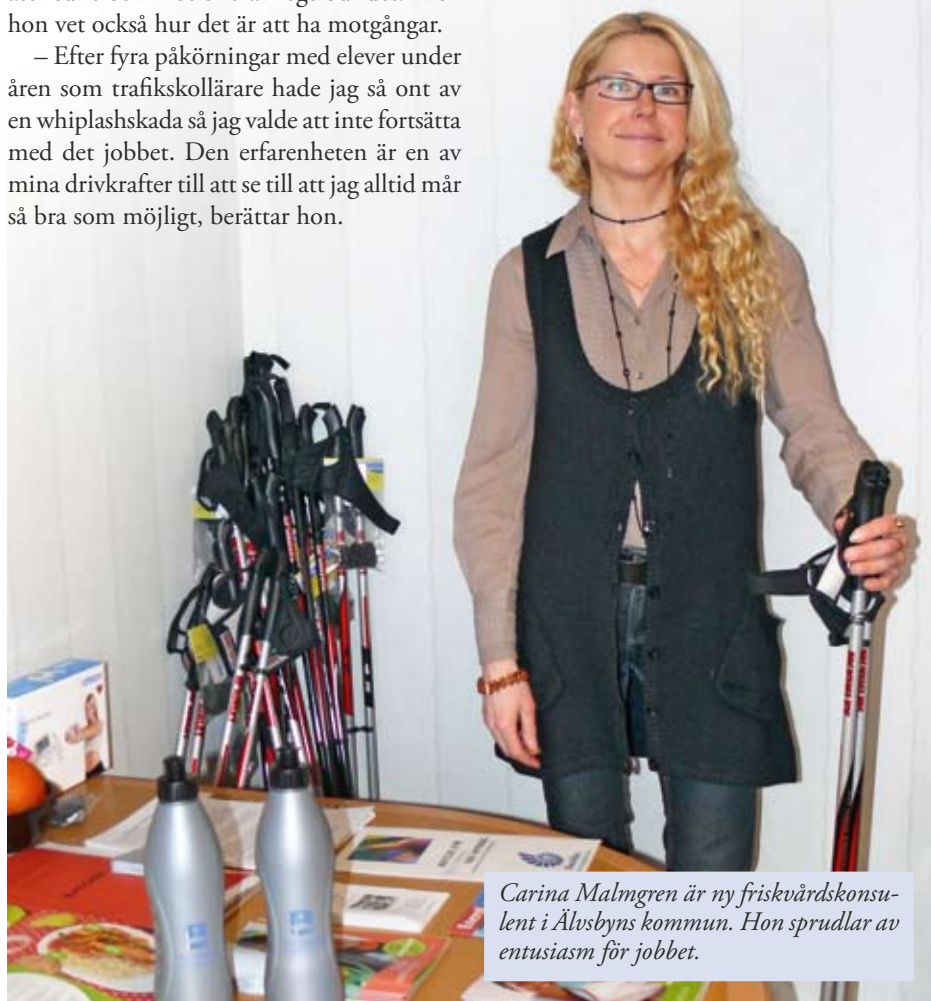 hon vet också hur det är att ha motgångar.
– Efter fyra påkörningar med elever under
åren som trafikskollärare hade jag så ont av
en whiplashskada så jag valde att inte fortsätta
med det jobbet. Den erfarenheten är en av
mina drivkrafter till att se till att jag alltid mår
så bra som möjligt, berättar hon.
Carina Malmgren är ny friskvårdskonsu-
lent i Älvsbyns kommun. Hon sprudlar av
entusiasm för jobbet.